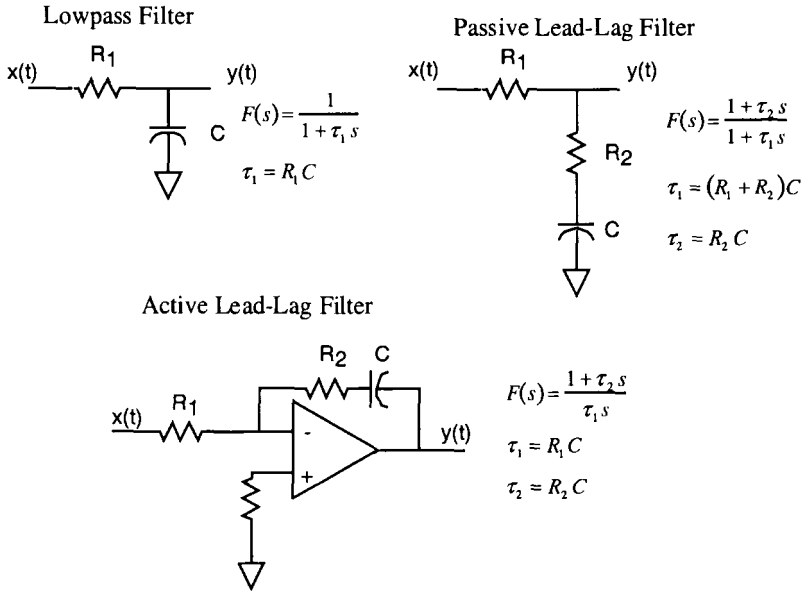 Lowpass Filter
x(t) R1 y(t)
C
F(s) = 1 / (1 + τ₁ s)
τ₁ = R₁ C
Passive Lead-Lag Filter
x(t) R1 y(t)
R2
C
F(s) = (1 + τ₂ s) / (1 + τ₁ s)
τ₁ = (R₁ + R₂)C
τ₂ = R₂ C
Active Lead-Lag Filter
R2 C
x(t) R1
-
+
y(t)
F(s) = (1 + τ₂ s) / (τ₁ s)
τ₁ = R₁ C
τ₂ = R₂ C